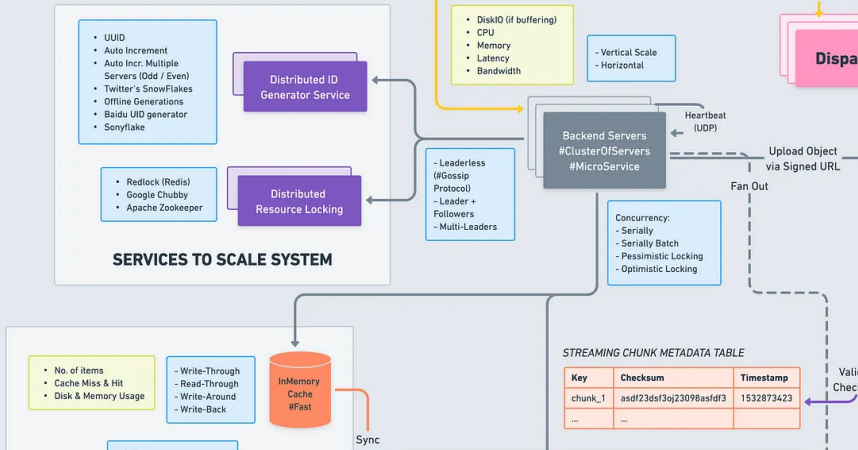 • UUID
• Auto Increment
• Auto Incr. Multiple
Servers (Odd / Even)
• Twitter's SnowFlakes
• Offline Generations
• Baidu UID generator
• Sonyflake
Distributed ID
Generator Service
• Redlock (Redis)
• Google Chubby
• Apache Zookeeper
Distributed
Resource Locking
SERVICES TO SCALE SYSTEM
• DiskIO (if buffering)
• CPU
• Memory
• Latency
• Bandwidth
- Vertical Scale
- Horizontal
Backend Servers
#ClusterOfServers
#MicroService
Heartbeat
(UDP)
Upload Object
via Signed URL
Fan Out
- Leaderless
(#Gossip
Protocol)
- Leader +
Followers
- Multi-Leaders
Concurrency:
- Serially
- Serially Batch
- Pessimistic Locking
- Optimistic Locking
• No. of items
• Cache Miss & Hit
• Disk & Memory Usage
- Write-Through
- Read-Through
- Write-Around
- Write-Back
InMemory
Cache
#Fast
Sync
STREAMING CHUNK METADATA TABLE
Key Checksum Timestamp
chunk_1 asdf23dsf3oj23098asfdf3 1532873423
... ...